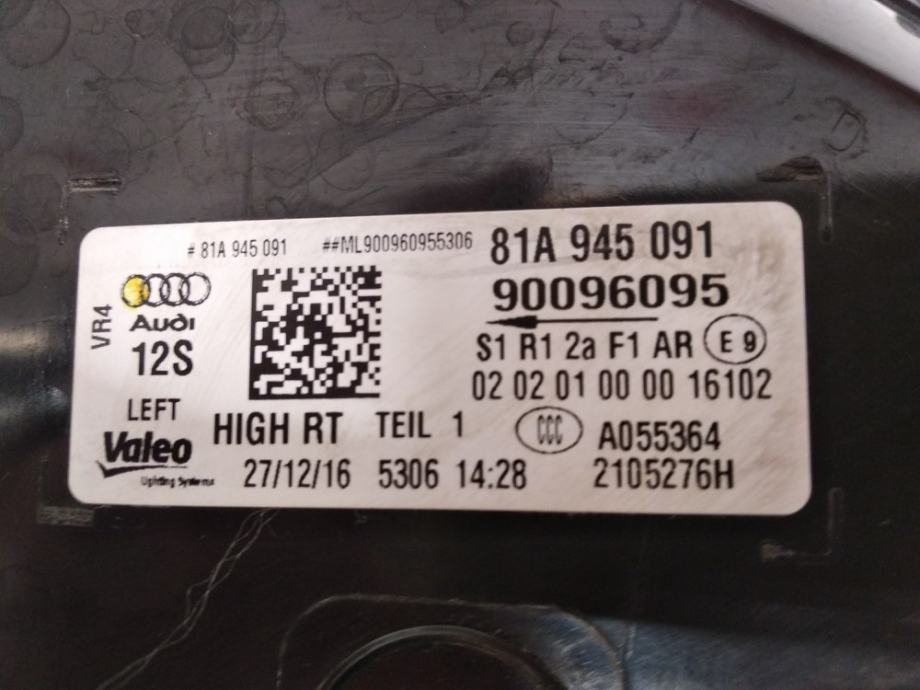 # 81A 945 091 ##ML900960955306 81A 945 091
90096095
VR4
Audi
12S
S1 R1 2a F1 AR E 9
02 02 01 00 00 16102
LEFT
Valeo
Lighting Systems
HIGH RT TEIL 1 CCC A055364
27/12/16 5306 14:28 2105276H